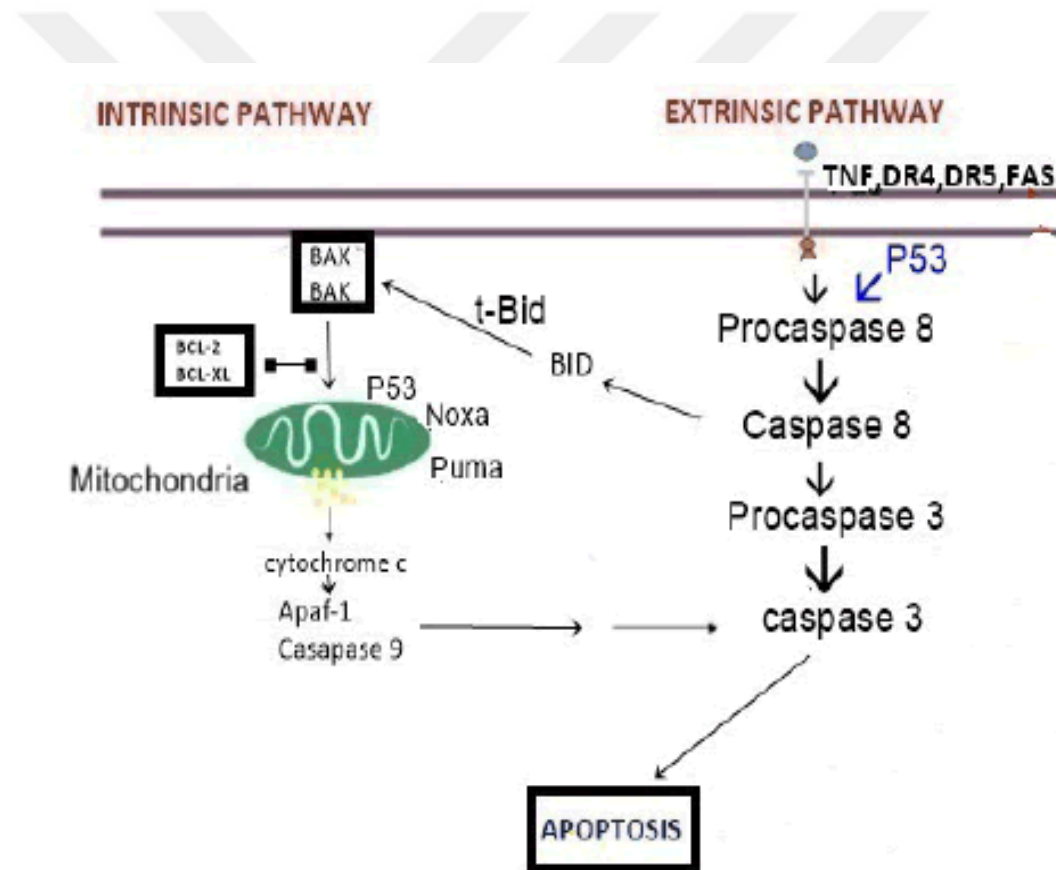 INTRINSIC PATHWAY
EXTRINSIC PATHWAY
TNF,DR4,DR5,FAS
BAX
BAK
P53
Procaspase 8
t-Bid
BID
BCL-2
BCL-XL
P53
Noxa
Puma
Mitochondria
Caspase 8
Procaspase 3
cytochrome c
Apaf-1
Casapase 9
caspase 3
APOPTOSIS